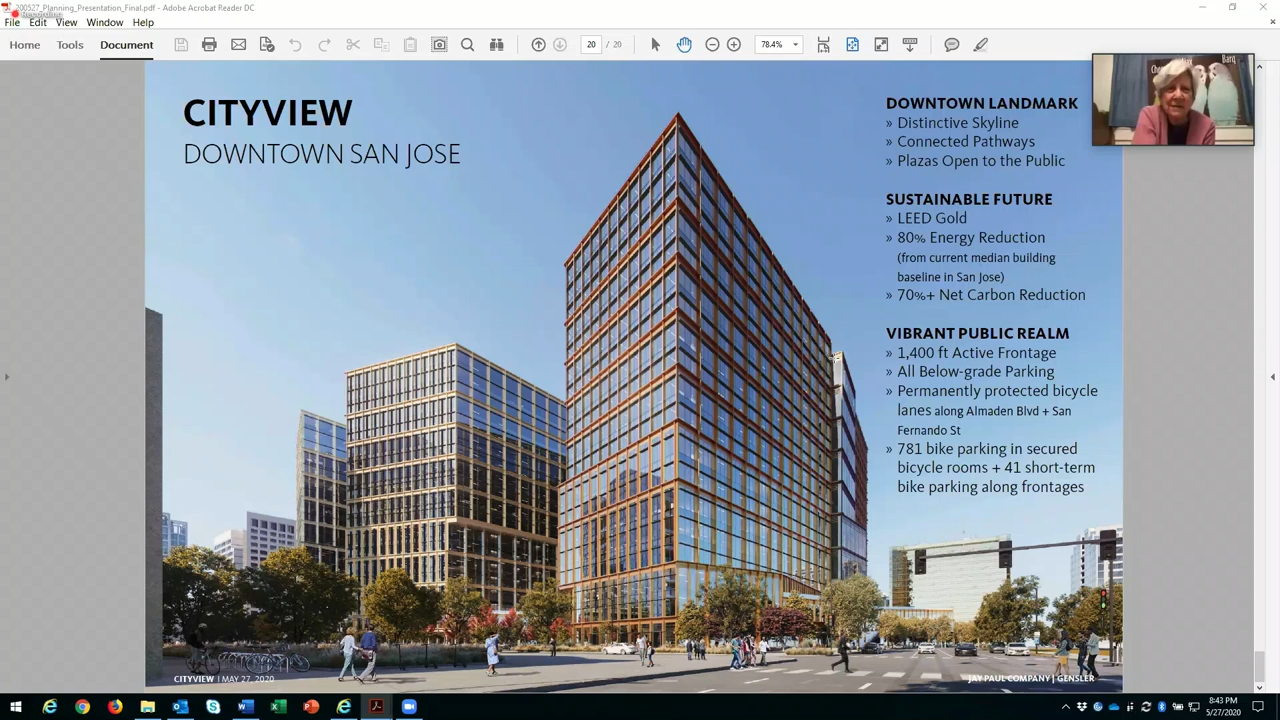 200527_Planning_Presentation_Final.pdf - Adobe Acrobat Reader DC
File Edit View Window Help
Home Tools Document
20 / 20
78.4%
CITYVIEW
DOWNTOWN SAN JOSE
DOWNTOWN LANDMARK
» Distinctive Skyline
» Connected Pathways
» Plazas Open to the Public
SUSTAINABLE FUTURE
» LEED Gold
» 80% Energy Reduction
(from current median building
baseline in San Jose)
» 70%+ Net Carbon Reduction
VIBRANT PUBLIC REALM
» 1,400 ft Active Frontage
» All Below-grade Parking
» Permanently protected bicycle
lanes along Almaden Blvd + San
Fernando St
» 781 bike parking in secured
bicycle rooms + 41 short-term
bike parking along frontages
Barq
CITYVIEW | MAY 27, 2020
JAY PAUL COMPANY | GENSLER
8:43 PM
5/27/2020